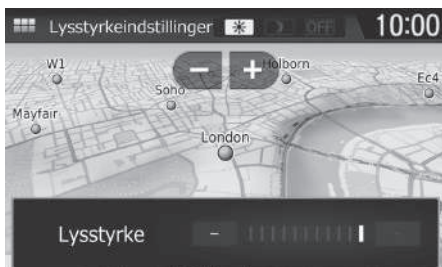 Lysstyrkeindstillinger OFF 10:00
W1
Holborn
Soho
Ec4
Mayfair
London
Lysstyrke